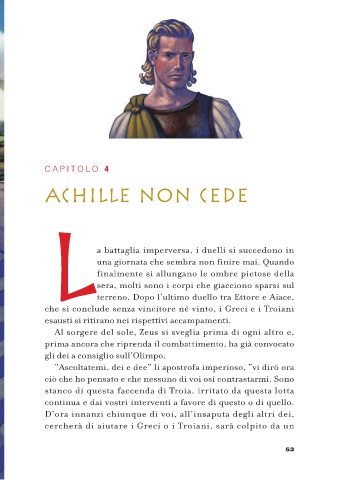 CAPITOLO 4
ACHILLE NON CEDE
La battaglia imperversa, i duelli si succedono in
una giornata che sembra non finire mai. Quando
finalmente si allungano le ombre pietose della
sera, molti sono i corpi che giacciono sparsi sul
terreno. Dopo l'ultimo duello tra Ettore e Aiace,
che si conclude senza vincitore né vinto, i Greci e i Troiani
esausti si ritirano nei rispettivi accampamenti.
Al sorgere del sole, Zeus si sveglia prima di ogni altro e,
prima ancora che riprenda il combattimento, ha già convocato
gli dei a consiglio sull'Olimpo.
"Ascoltatemi, dei e dee" li apostrofa imperioso, "vi dirò ora
ciò che ho pensato e che nessuno di voi osi contrastarmi. Sono
stanco di questa faccenda di Troia, irritato da questa lotta
continua e dai vostri interventi a favore di questo o di quello.
D'ora innanzi chiunque di voi, all'insaputa degli altri dei,
cercherà di aiutare i Greci o i Troiani, sarà colpito da un
53